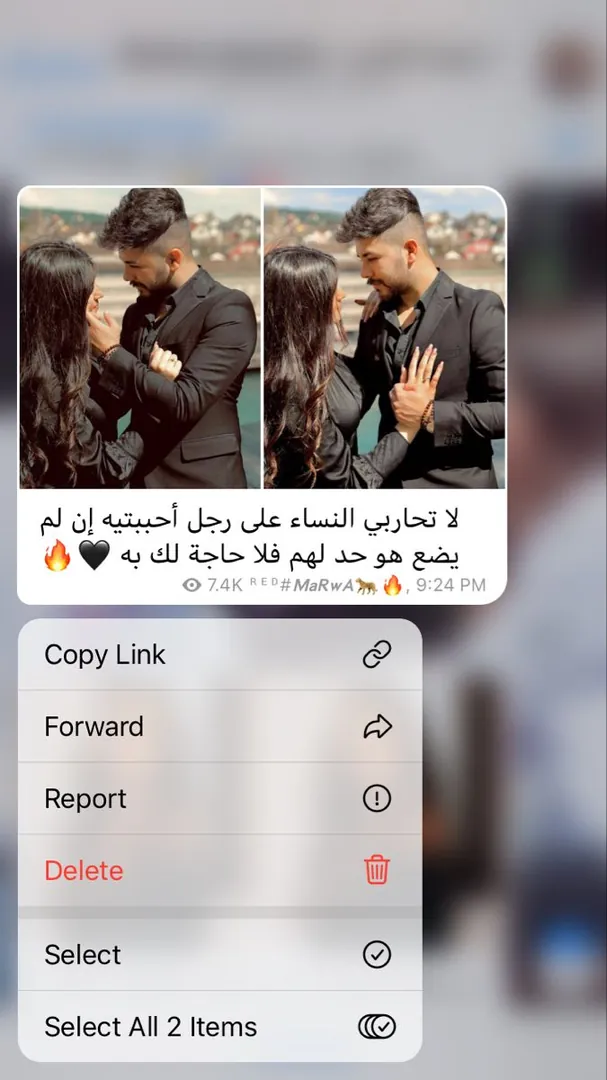 لا تحاربي النساء على رجل أحببتيه إن لم
يضع هو حد لهم فلا حاجة لك به 🖤🔥
7.4K ᴿᴱᴰ#𝙈𝙖𝙍𝙬𝘼🐆🔥, 9:24 PM
Copy Link
Forward
Report
Delete
Select
Select All 2 Items